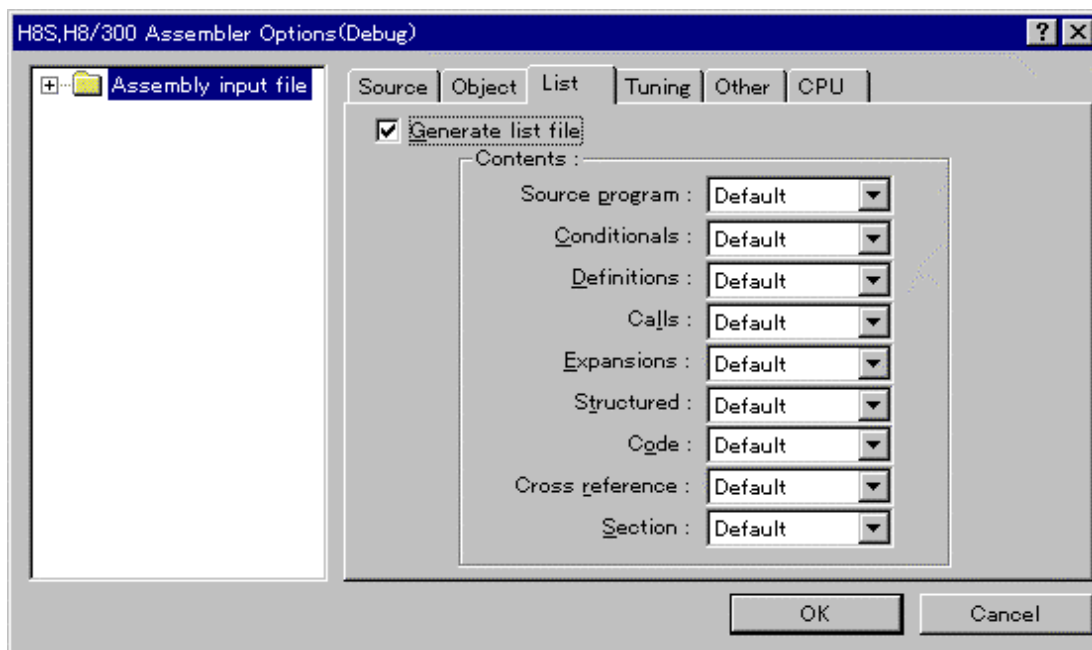 H8S,H8/300 Assembler Options(Debug)
Assembly input file
Source Object List Tuning Other CPU
Generate list file
Contents :
Source program : Default
Conditionals : Default
Definitions : Default
Calls : Default
Expansions : Default
Structured : Default
Code : Default
Cross reference : Default
Section : Default
OK Cancel